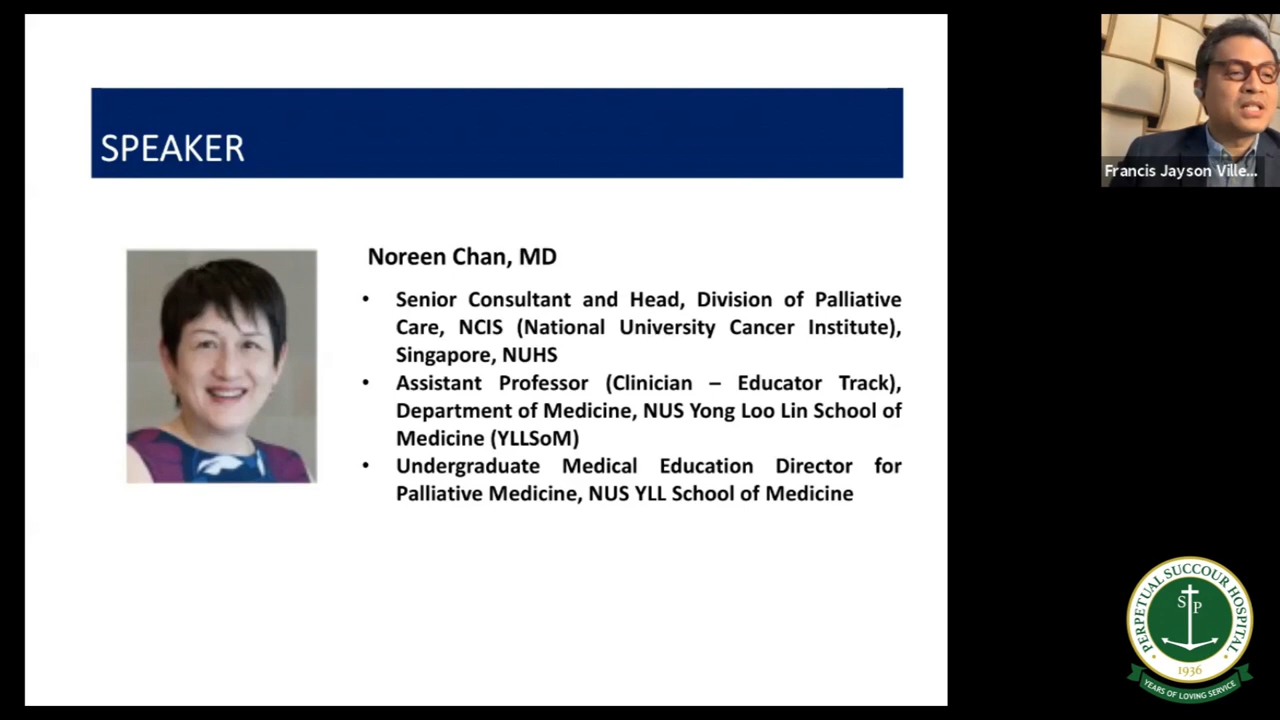 SPEAKER
Noreen Chan, MD
• Senior Consultant and Head, Division of Palliative
Care, NCIS (National University Cancer Institute),
Singapore, NUHS
• Assistant Professor (Clinician – Educator Track),
Department of Medicine, NUS Yong Loo Lin School of
Medicine (YLLSoM)
• Undergraduate Medical Education Director for
Palliative Medicine, NUS YLL School of Medicine
Francis Jayson Ville...
PERPETUAL SUCCOUR HOSPITAL
S P
1936
YEARS OF LOVING SERVICE